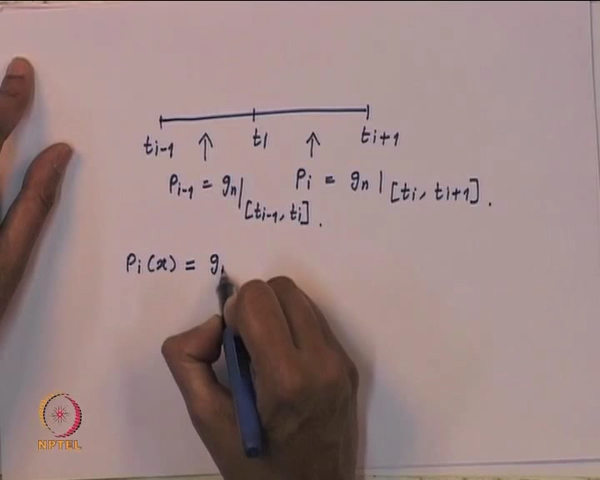 tᵢ₋₁ tᵢ tᵢ₊₁
Pᵢ₋₁ = gₙ|[tᵢ₋₁, tᵢ]. Pᵢ = gₙ|[tᵢ, tᵢ₊₁].
Pᵢ(x) = g
NPTEL